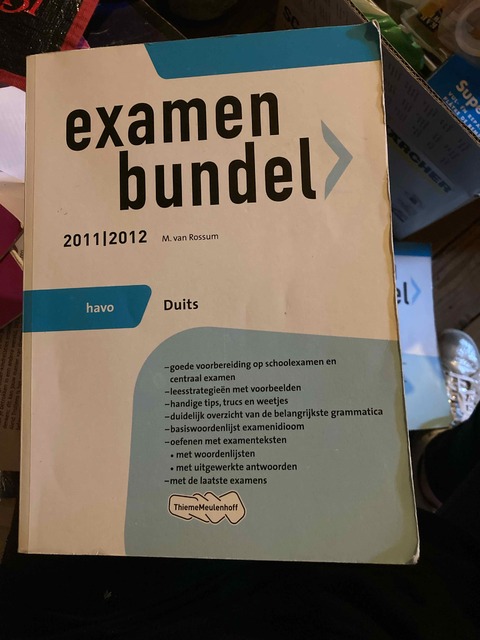 examen
bundel
2011|2012 M. van Rossum
havo Duits
–goede voorbereiding op schoolexamen en
centraal examen
–leesstrategieën met voorbeelden
–handige tips, trucs en weetjes
–duidelijk overzicht van de belangrijkste grammatica
–basiswoordenlijst examenidioom
–oefenen met examenteksten
• met woordenlijsten
• met uitgewerkte antwoorden
–met de laatste examens
ThiemeMeulenhoff
KÄRCHER
el